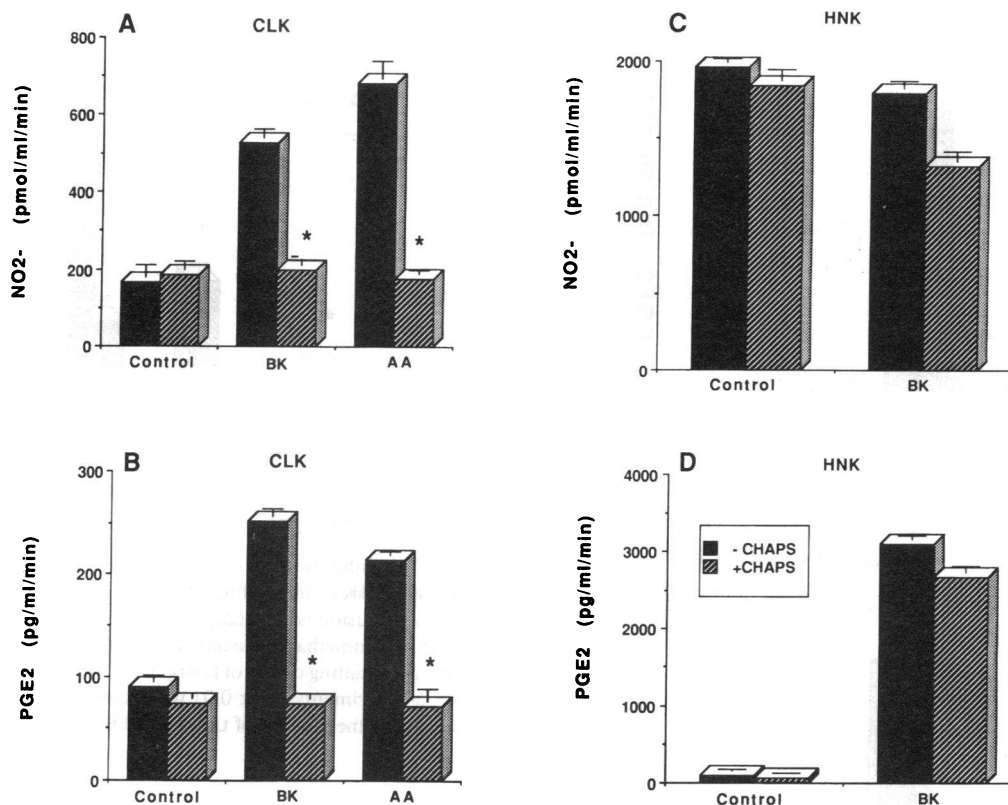 A
CLK
800
600
400
200
0
NO2- (pmol/ml/min)
*
*
Control BK AA
C
HNK
2000
1000
0
NO2- (pmol/ml/min)
Control BK
B
CLK
300
200
100
0
PGE2 (pg/ml/min)
*
*
Control BK AA
D
HNK
4000
3000
2000
1000
0
PGE2 (pg/ml/min)
- CHAPS
+CHAPS
Control BK